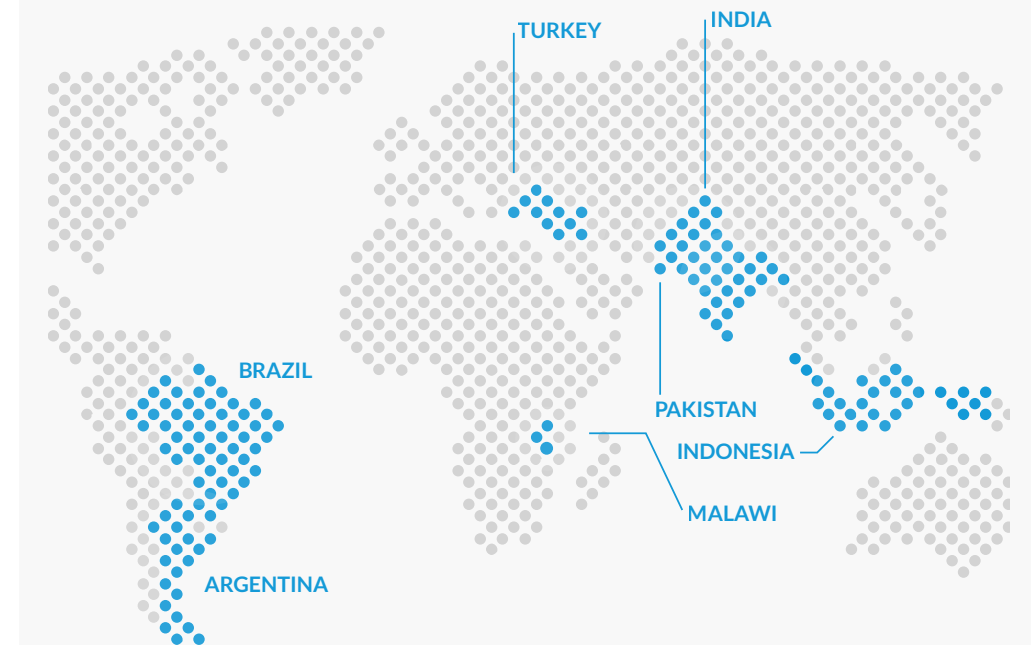 INDIA
TURKEY
BRAZIL
PAKISTAN
INDONESIA
MALAWI
ARGENTINA